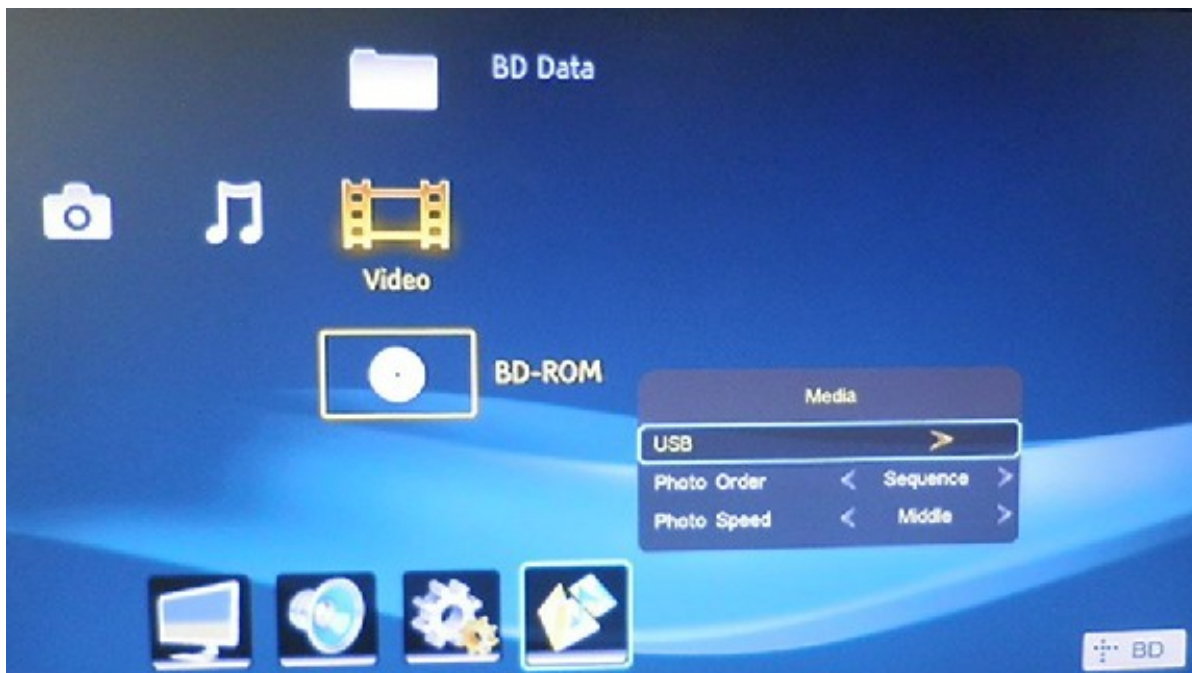 BD Data
Video
BD-ROM
Media
USB
Photo Order < Sequence >
Photo Speed < Middle >
BD